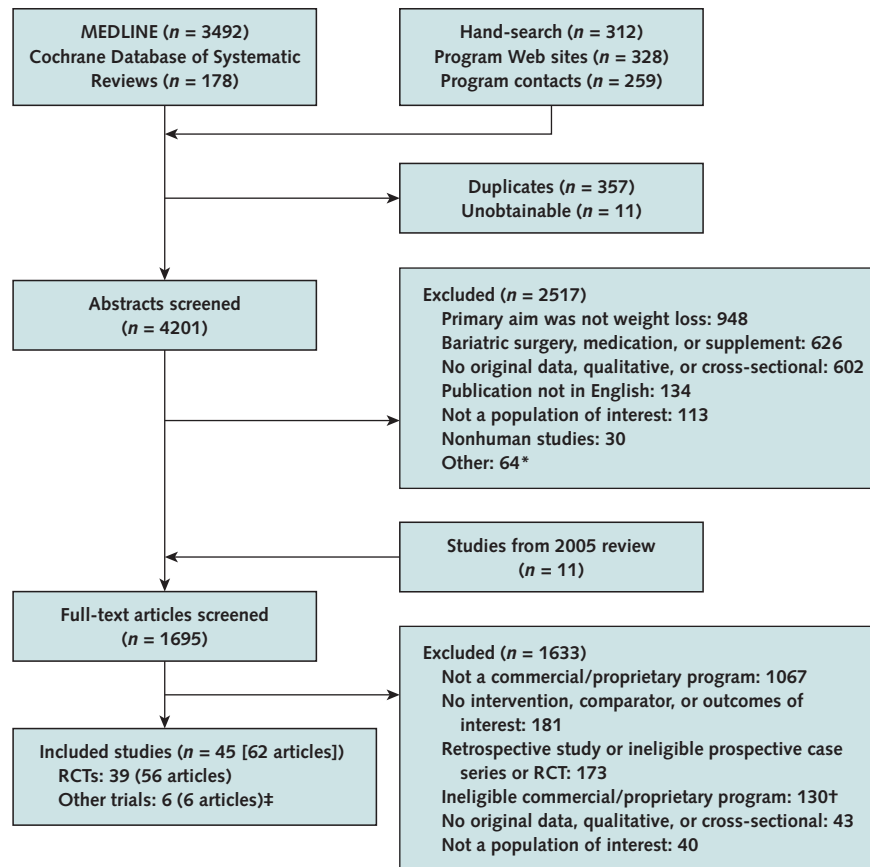 MEDLINE (n = 3492)
Cochrane Database of Systematic
Reviews (n = 178)
Hand-search (n = 312)
Program Web sites (n = 328)
Program contacts (n = 259)
Duplicates (n = 357)
Unobtainable (n = 11)
Abstracts screened
(n = 4201)
Excluded (n = 2517)
Primary aim was not weight loss: 948
Bariatric surgery, medication, or supplement: 626
No original data, qualitative, or cross-sectional: 602
Publication not in English: 134
Not a population of interest: 113
Nonhuman studies: 30
Other: 64*
Studies from 2005 review
(n = 11)
Full-text articles screened
(n = 1695)
Excluded (n = 1633)
Not a commercial/proprietary program: 1067
No intervention, comparator, or outcomes of
interest: 181
Retrospective study or ineligible prospective case
series or RCT: 173
Ineligible commercial/proprietary program: 130†
No original data, qualitative, or cross-sectional: 43
Not a population of interest: 40
Included studies (n = 45 [62 articles])
RCTs: 39 (56 articles)
Other trials: 6 (6 articles)‡